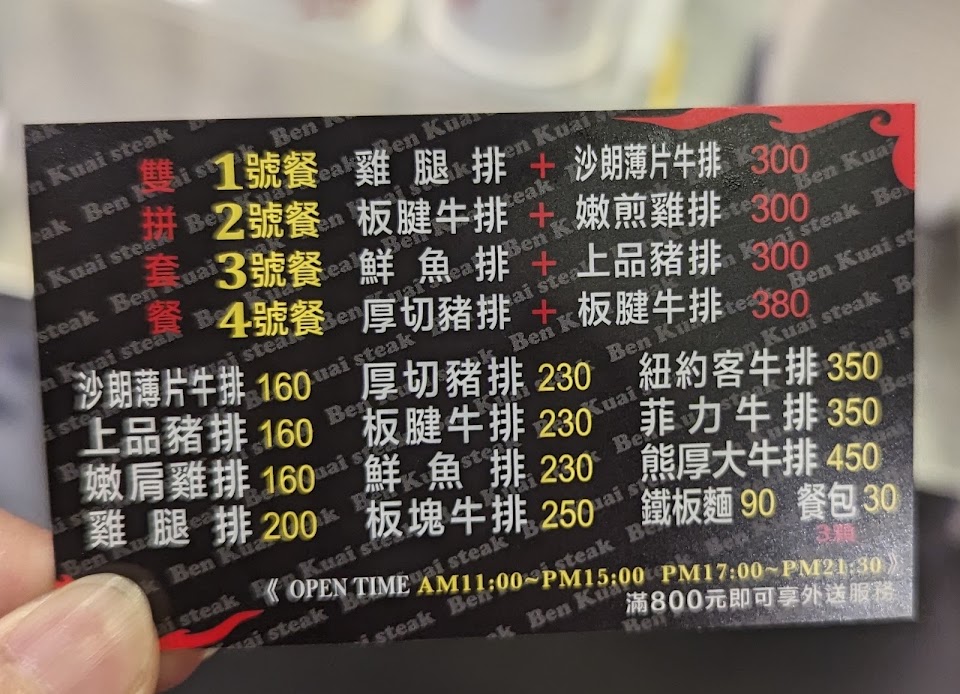 雙拼套餐
1號餐 雞腿排 + 沙朗薄片牛排 300
2號餐 板腱牛排 + 嫩煎雞排 300
3號餐 鮮魚排 + 上品豬排 300
4號餐 厚切豬排 + 板腱牛排 380
沙朗薄片牛排 160 厚切豬排 230 紐約客牛排 350
上品豬排 160 板腱牛排 230 菲力牛排 350
嫩肩雞排 160 鮮魚排 230 熊厚大牛排 450
雞腿排 200 板塊牛排 250 鐵板麵 90 餐包 30
3顆
《 OPEN TIME AM11:00~PM15:00 PM17:00~PM21:30 》
滿800元即可享外送服務
Ben Kuai steak